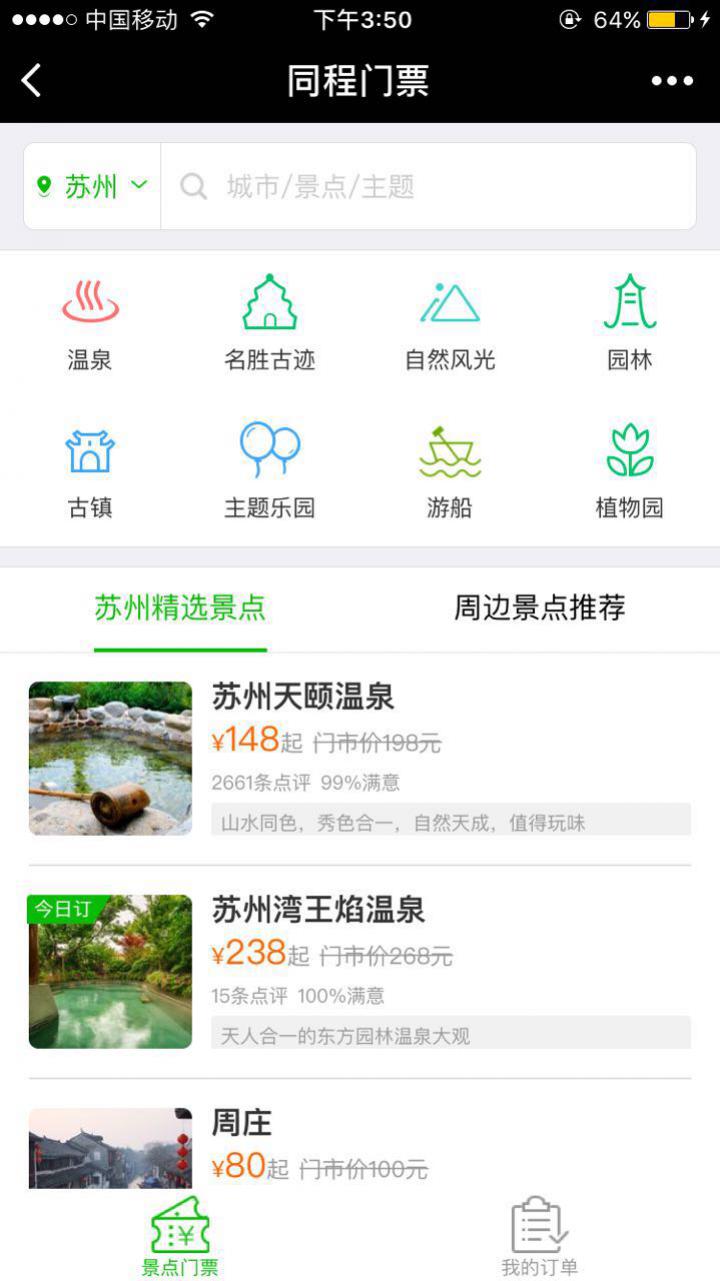 中国移动 下午3:50 64%
同程门票
苏州 城市/景点/主题
温泉 名胜古迹 自然风光 园林
古镇 主题乐园 游船 植物园
苏州精选景点 周边景点推荐
苏州天颐温泉
¥148起 门市价198元
2661条点评 99%满意
山水同色，秀色合一，自然天成，值得玩味
今日订
苏州湾王焰温泉
¥238起 门市价268元
15条点评 100%满意
天人合一的东方园林温泉大观
周庄
¥80起 门市价100元
景点门票 我的订单